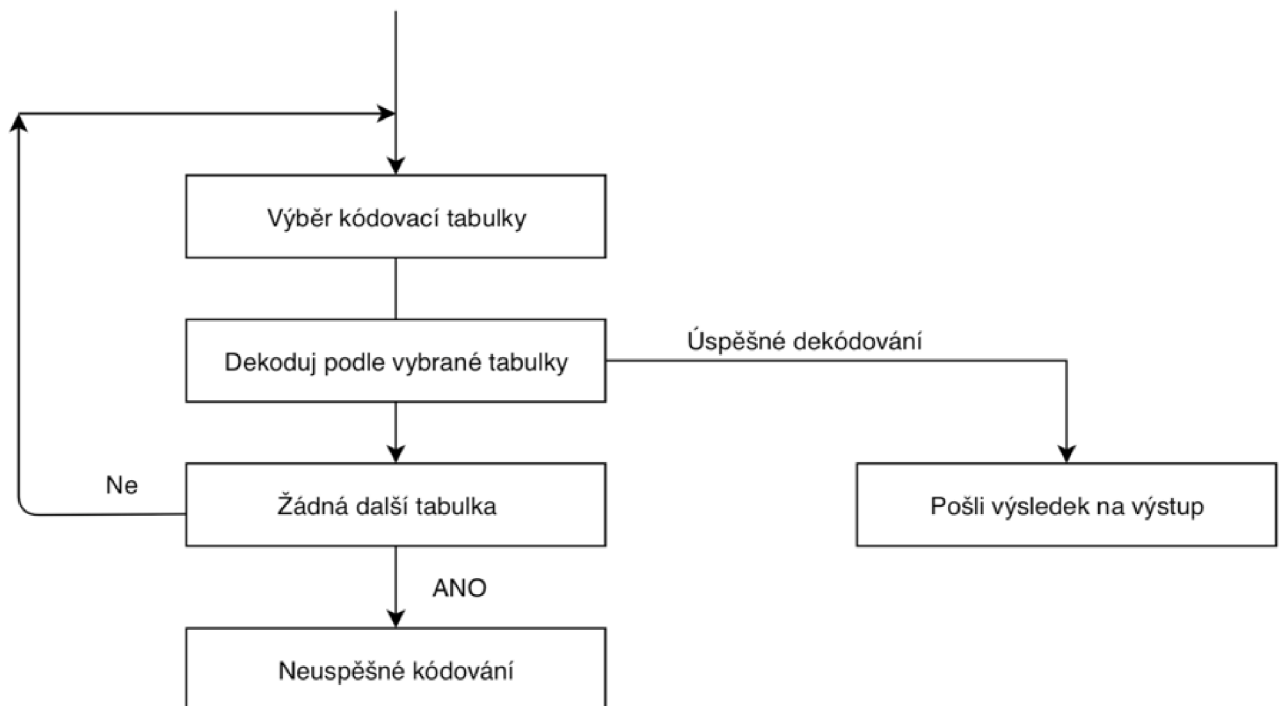 Výběr kódovací tabulky
Úspěšné dekódování
Dekoduj podle vybrané tabulky
Ne
Žádná další tabulka
Pošli výsledek na výstup
ANO
Neuspěšné kódování